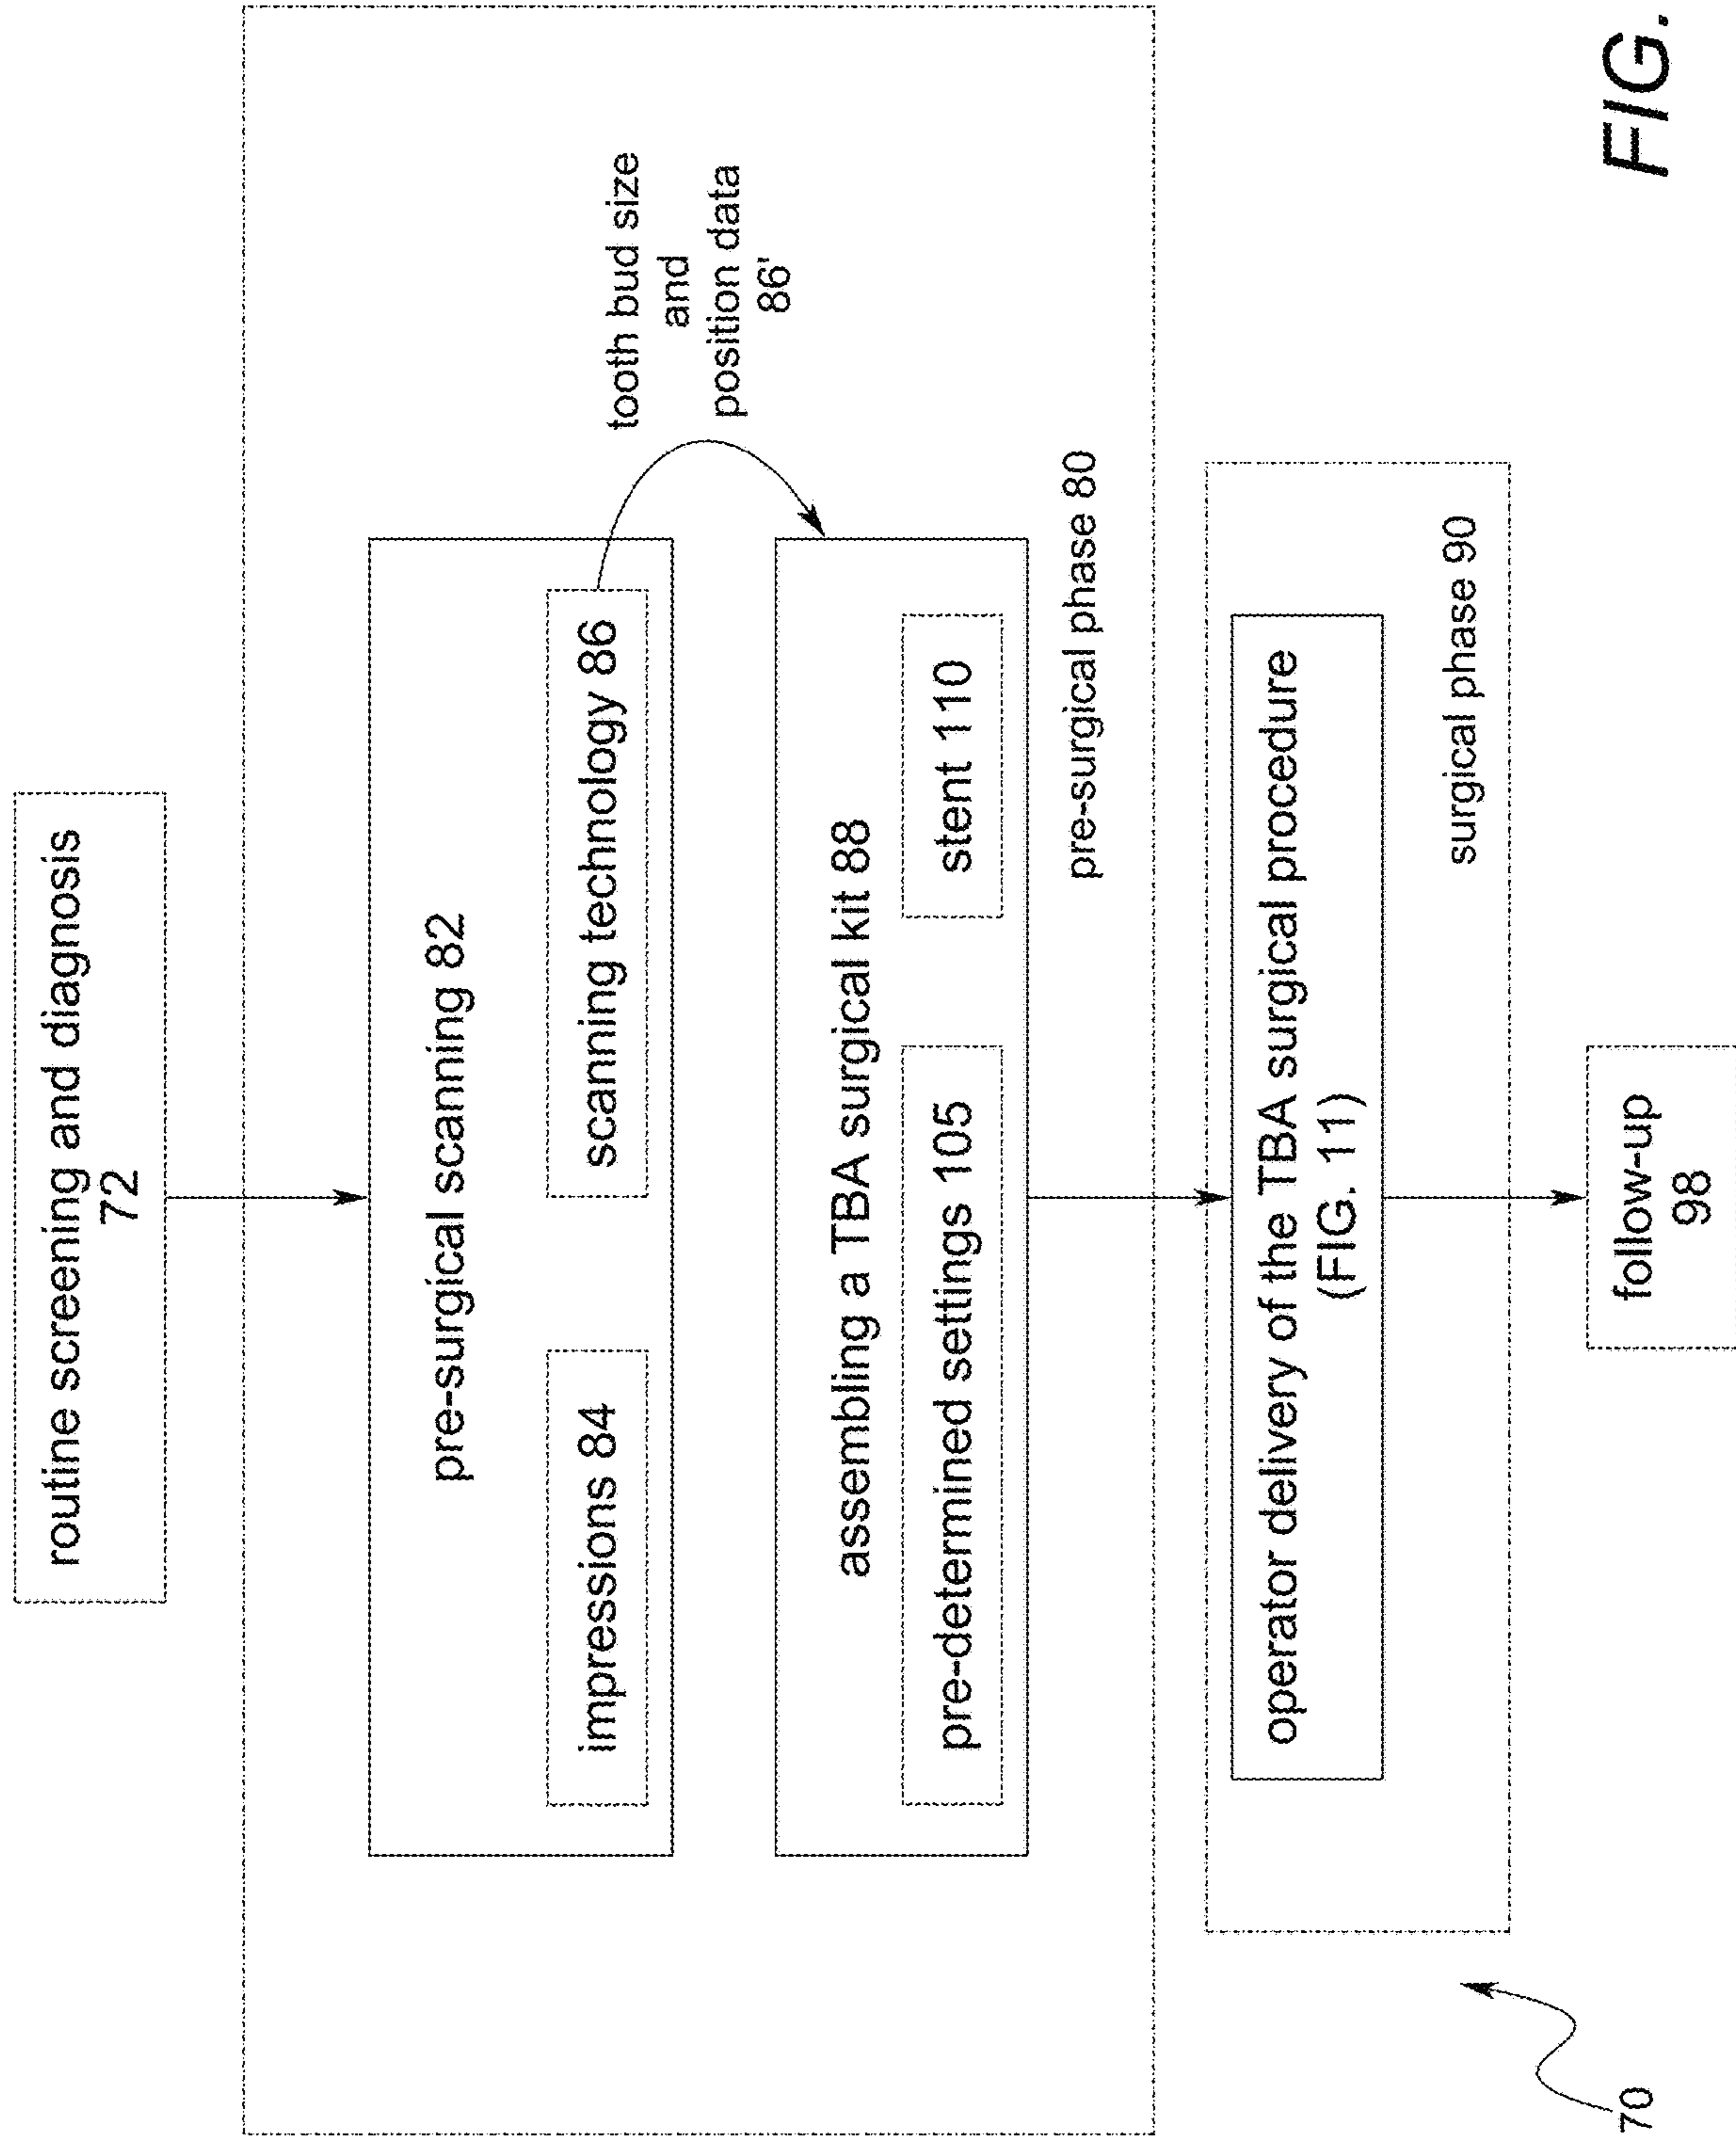 routine screening and diagnosis
72
pre-surgical scanning 82
impressions 84
scanning technology 86
tooth bud size
and
position data
86'
assembling a TBA surgical kit 88
pre-determined settings 105
stent 110
pre-surgical phase 80
operator delivery of the TBA surgical procedure
(FIG. 11)
surgical phase 90
follow-up
98
70
FIG.